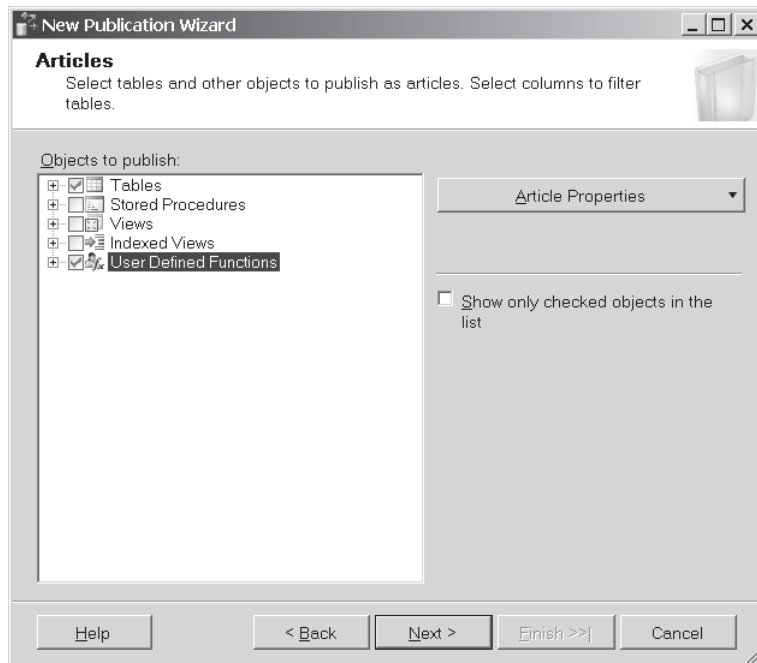 New Publication Wizard
Articles
Select tables and other objects to publish as articles. Select columns to filter
tables.
Objects to publish:
Tables
Stored Procedures
Views
Indexed Views
User Defined Functions
Article Properties
Show only checked objects in the
list
Help
< Back
Next >
Finish >>|
Cancel